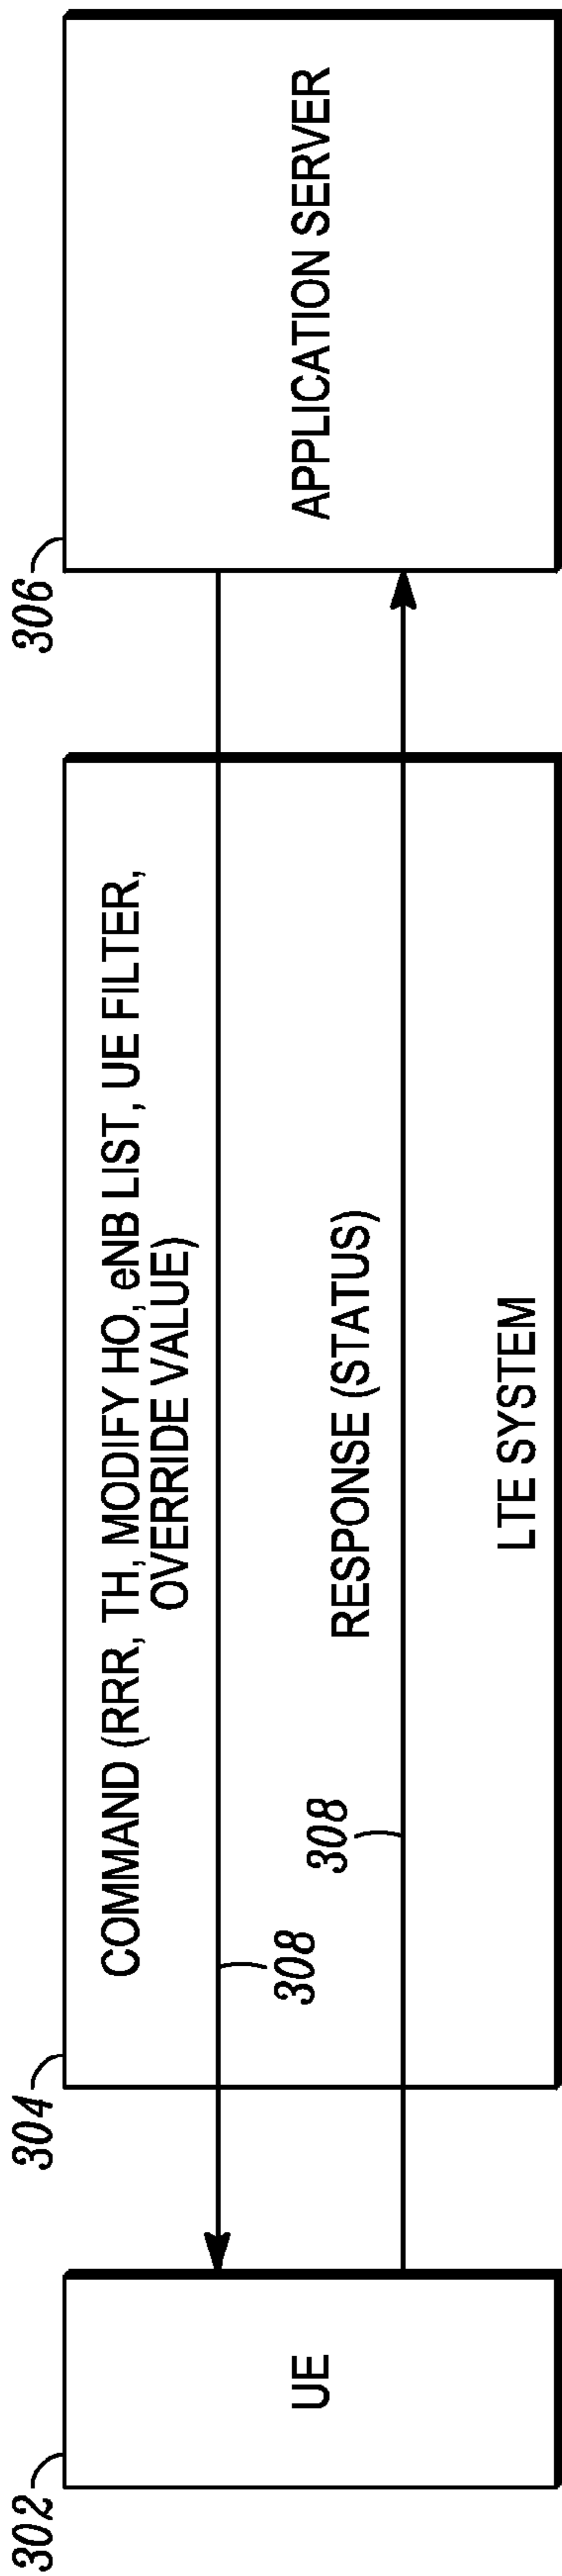 302
UE
304
COMMAND (RRR, TH, MODIFY HO, eNB LIST, UE FILTER,
OVERRIDE VALUE)
308
RESPONSE (STATUS)
308
LTE SYSTEM
306
APPLICATION SERVER